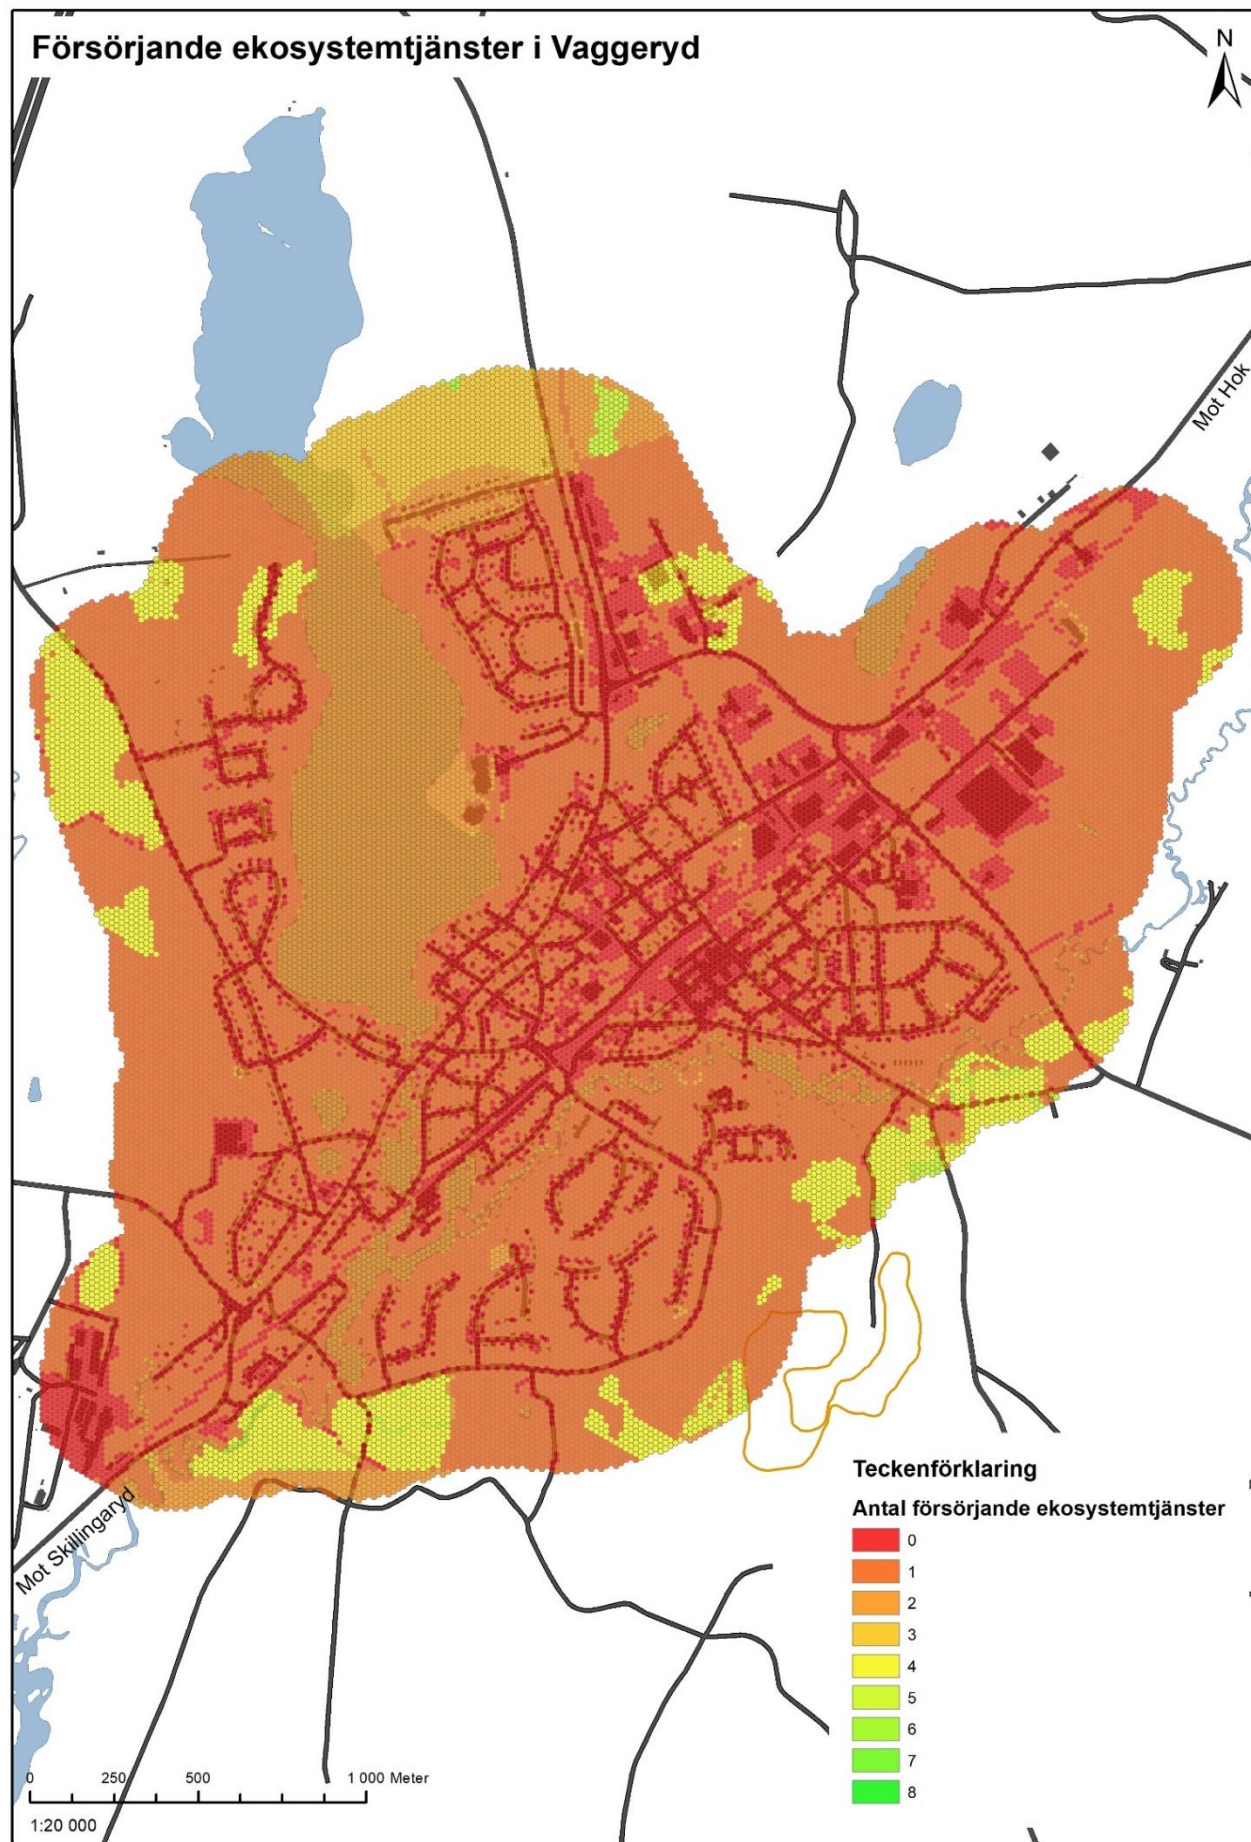 Försörjande ekosystemtjänster i Vaggeryd
N
Mot Hok
Mot Skillingaryd
Teckenförklaring
Antal försörjande ekosystemtjänster
0
1
2
3
4
5
6
7
8
0 250 500 1 000 Meter
1:20 000